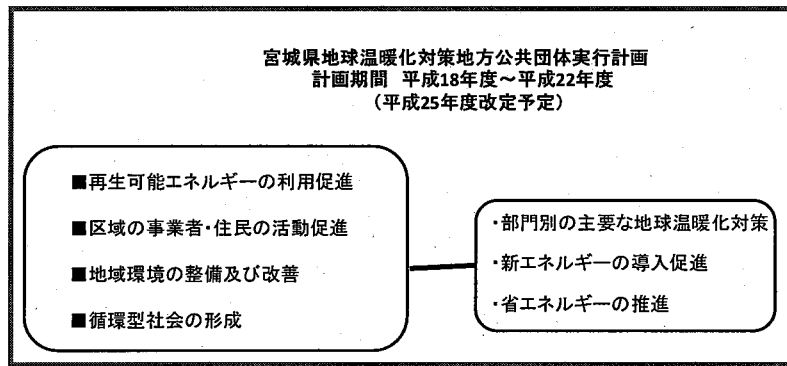 宮城県地球温暖化対策地方公共団体実行計画
計画期間 平成18年度～平成22年度
（平成25年度改定予定）
■再生可能エネルギーの利用促進
■区域の事業者・住民の活動促進
■地域環境の整備及び改善
■循環型社会の形成
・部門別の主要な地球温暖化対策
・新エネルギーの導入促進
・省エネルギーの推進